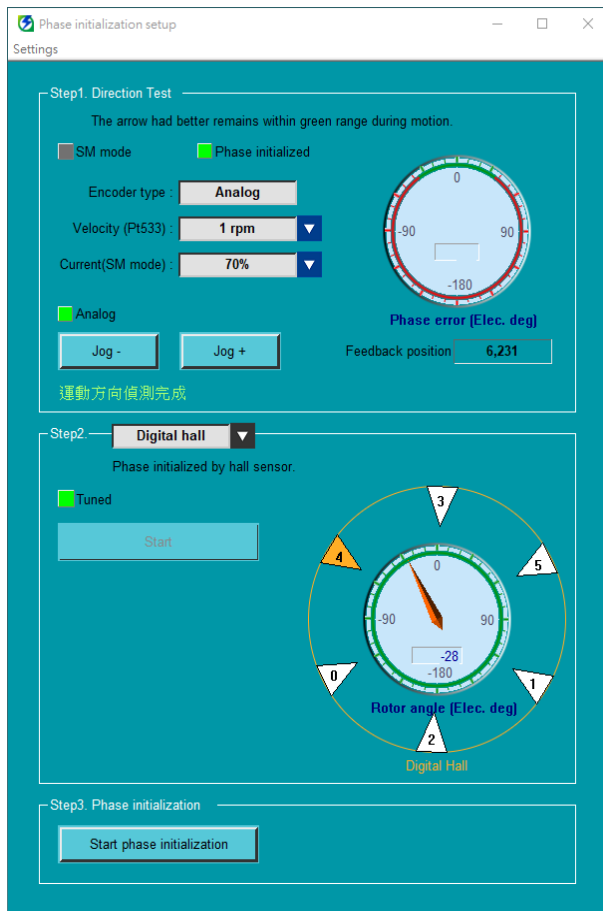 Phase initialization setup
Settings
Step1. Direction Test
The arrow had better remains within green range during motion.
SM mode
Phase initialized
Encoder type : Analog
Velocity (Pt533) : 1 rpm
Current(SM mode) : 70%
0
-90 90
-180
Phase error (Elec. deg)
Analog
Jog - Jog +
Feedback position 6,231
運動方向偵測完成
Step2. Digital hall
Phase initialized by hall sensor.
Tuned
Start
3
4 5
0
-90 90
-28
-180
0 1
Rotor angle (Elec. deg)
2
Digital Hall
Step3. Phase initialization
Start phase initialization